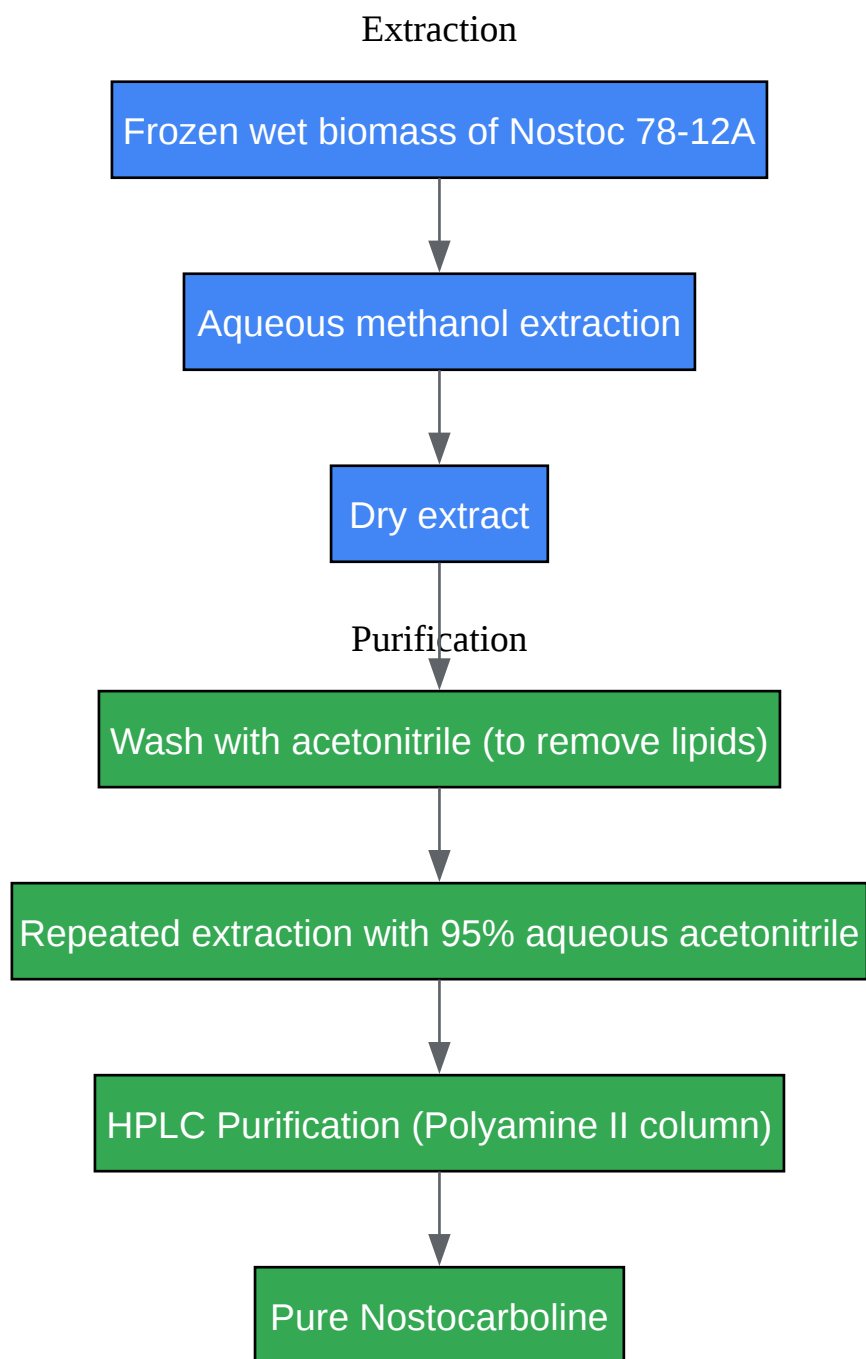 Extraction
Frozen wet biomass of Nostoc 78-12A
Aqueous methanol extraction
Dry extract
Purification
Wash with acetonitrile (to remove lipids)
Repeated extraction with 95% aqueous acetonitrile
HPLC Purification (Polyamine II column)
Pure Nostocarboline